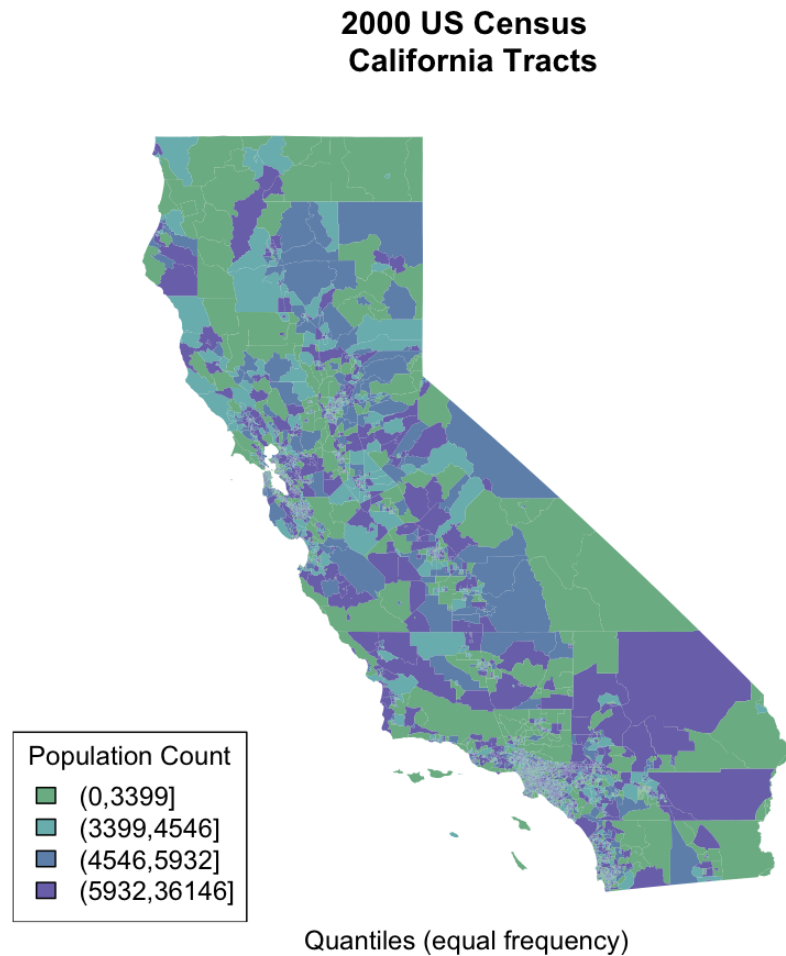 2000 US Census
California Tracts
Population Count
(0,3399]
(3399,4546]
(4546,5932]
(5932,36146]
Quantiles (equal frequency)